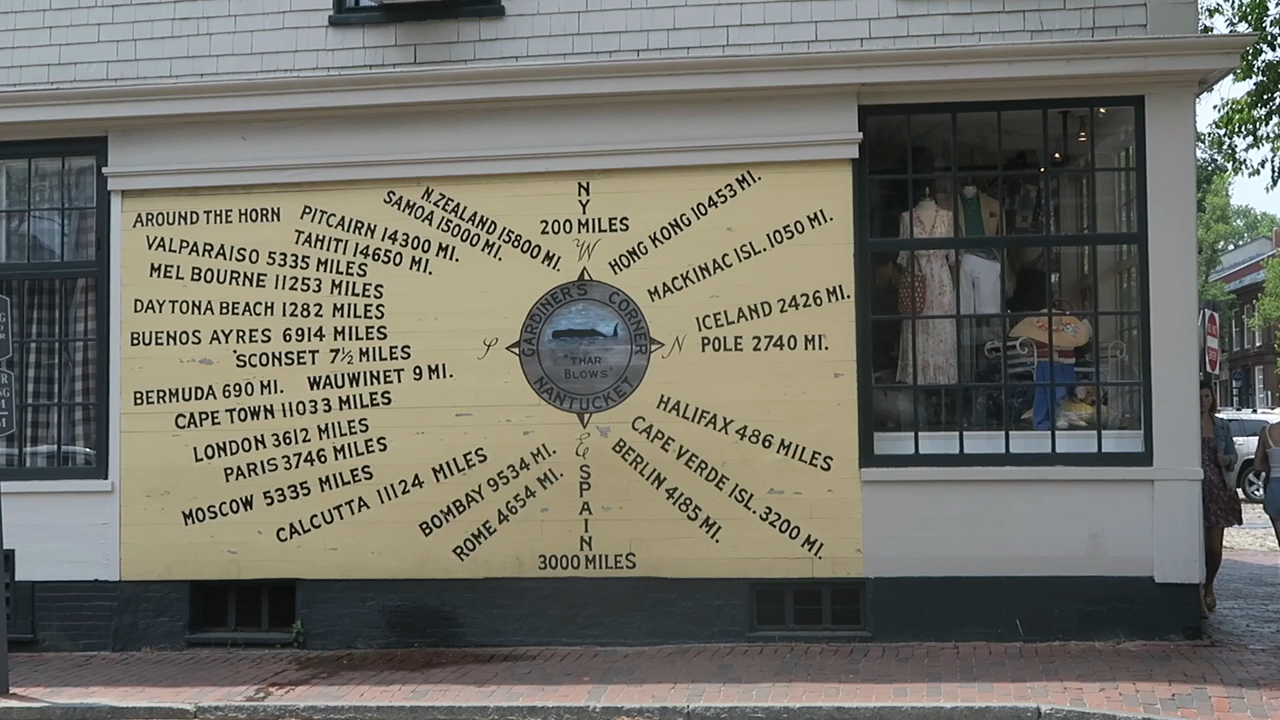 AROUND THE HORN
VALPARAISO 5335 MILES
MEL BOURNE 11253 MILES
DAYTONA BEACH 1282 MILES
BUENOS AYRES 6914 MILES
'SCONSET 7½ MILES
BERMUDA 690 MI.
WAUWINET 9 MI.
CAPE TOWN 11033 MILES
LONDON 3612 MILES
PARIS 3746 MILES
MOSCOW 5335 MILES
CALCUTTA 11124 MILES
BOMBAY 9534 MI.
ROME 4654 MI.
PITCAIRN 14300 MI.
TAHITI 14650 MI.
SAMOA 15000 MI.
N. ZEALAND 15800 MI.
NY
200 MILES
W
S
N
E
GARDINER'S CORNER
"THAR
BLOWS"
NANTUCKET
SPAIN
3000 MILES
HONG KONG 10453 MI.
MACKINAC ISL. 1050 MI.
ICELAND 2426 MI.
POLE 2740 MI.
HALIFAX 486 MILES
CAPE VERDE ISL. 3200 MI.
BERLIN 4185 MI.